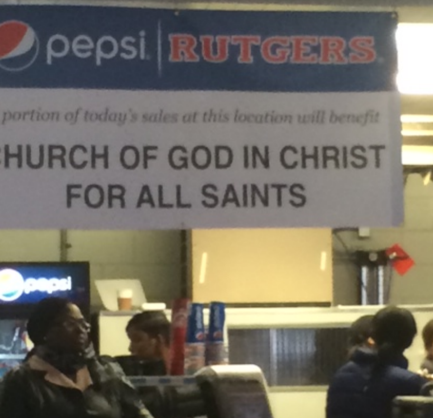 pepsi RUTGERS
portion of today's sales at this location will benefit
CHURCH OF GOD IN CHRIST
FOR ALL SAINTS
pepsi